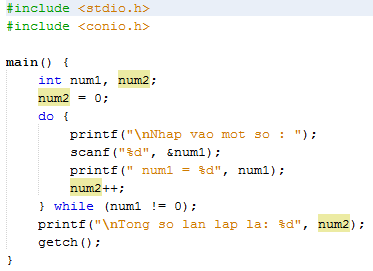 #include <stdio.h>
#include <conio.h>
main() {
int num1, num2;
num2 = 0;
do {
printf("\nNhap vao mot so : ");
scanf("%d", &num1);
printf(" num1 = %d", num1);
num2++;
} while (num1 != 0);
printf("\nTong so lan lap la: %d", num2);
getch();
}